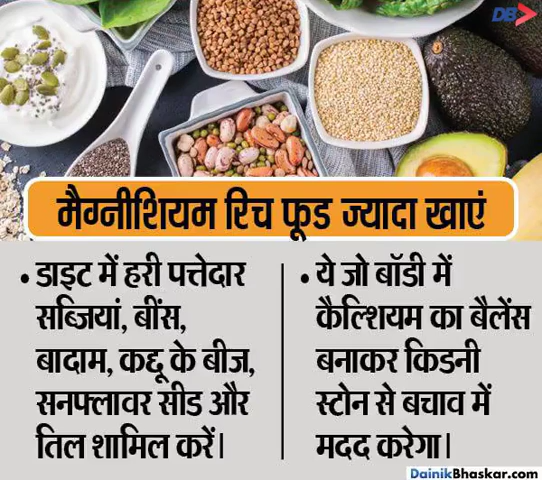 DB
मैग्नीशियम रिच फूड ज्यादा खाएं
• डाइट में हरी पत्तेदार
सब्जियां, बींस,
बादाम, कद्दू के बीज,
सनफ्लावर सीड और
तिल शामिल करें।
• ये जो बॉडी में
कैल्शियम का बैलेंस
बनाकर किडनी
स्टोन से बचाव में
मदद करेगा।
DainikBhaskar.com